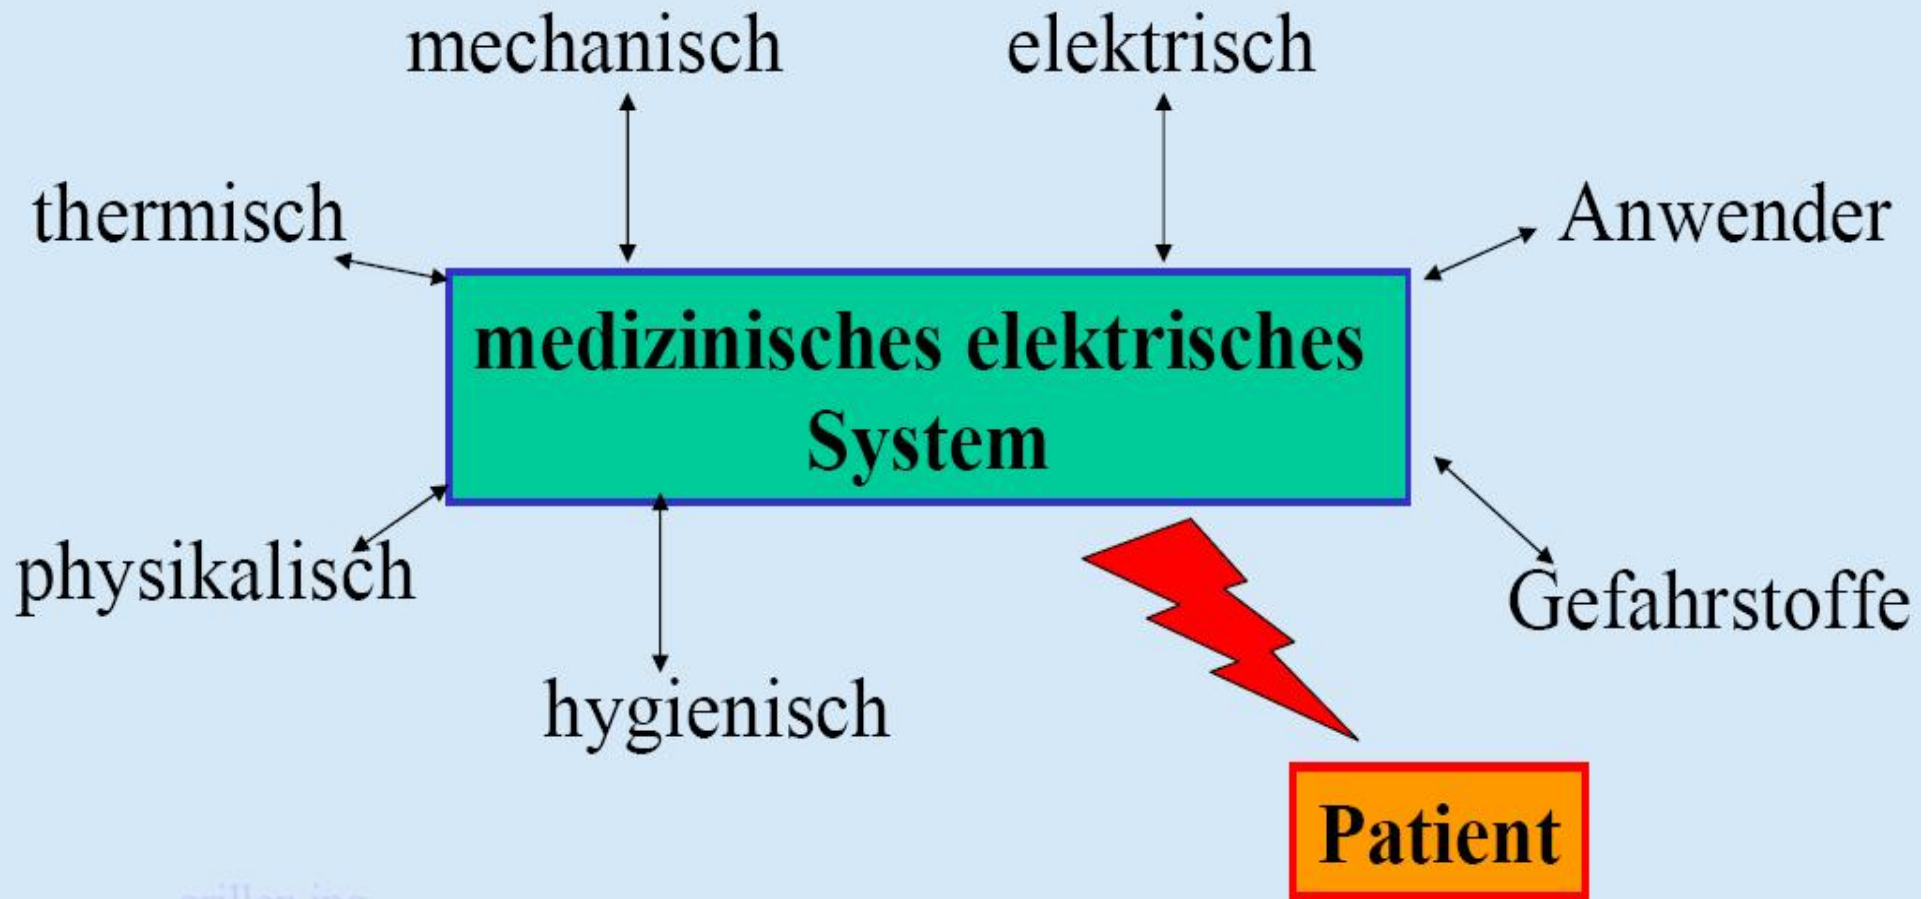 mechanisch
elektrisch
thermisch
Anwender
medizinisches elektrisches
System
physikalisch
Gefahrstoffe
hygienisch
Patient